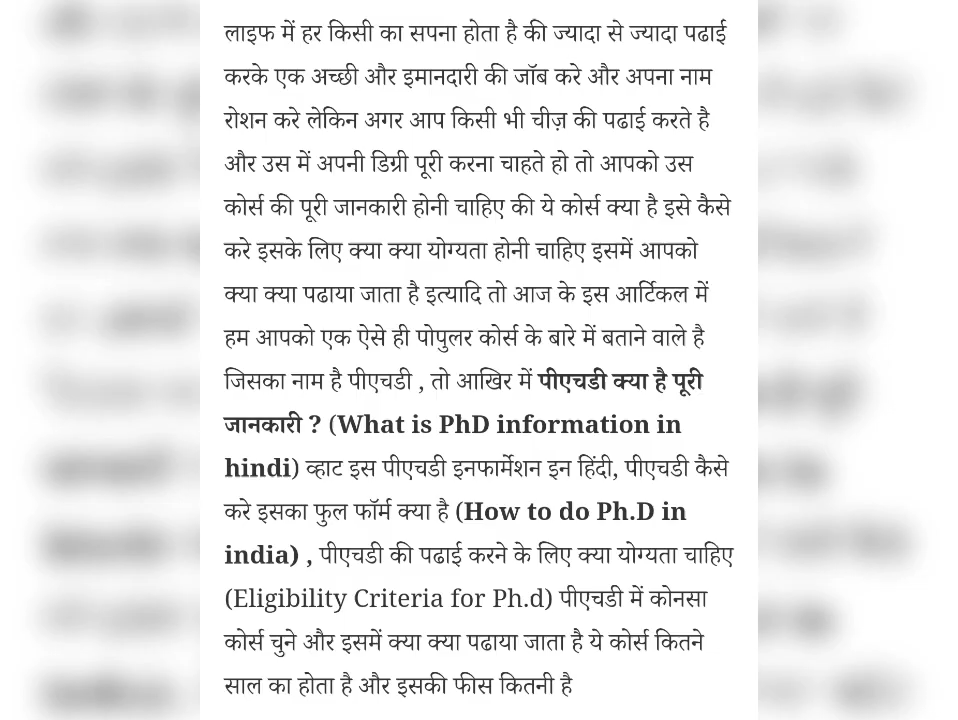 लाइफ में हर किसी का सपना होता है की ज्यादा से ज्यादा पढाई
करके एक अच्छी और इमानदारी की जॉब करे और अपना नाम
रोशन करे लेकिन अगर आप किसी भी चीज़ की पढाई करते है
और उस में अपनी डिग्री पूरी करना चाहते हो तो आपको उस
कोर्स की पूरी जानकारी होनी चाहिए की ये कोर्स क्या है इसे कैसे
करे इसके लिए क्या क्या योग्यता होनी चाहिए इसमें आपको
क्या क्या पढाया जाता है इत्यादि तो आज के इस आर्टिकल में
हम आपको एक ऐसे ही पोपुलर कोर्स के बारे में बताने वाले है
जिसका नाम है पीएचडी , तो आखिर में पीएचडी क्या है पूरी
जानकारी ? (What is PhD information in
hindi) व्हाट इस पीएचडी इनफार्मेशन इन हिंदी, पीएचडी कैसे
करे इसका फुल फॉर्म क्या है (How to do Ph.D in
india) , पीएचडी की पढाई करने के लिए क्या योग्यता चाहिए
(Eligibility Criteria for Ph.d) पीएचडी में कोनसा
कोर्स चुने और इसमें क्या क्या पढाया जाता है ये कोर्स कितने
साल का होता है और इसकी फीस कितनी है